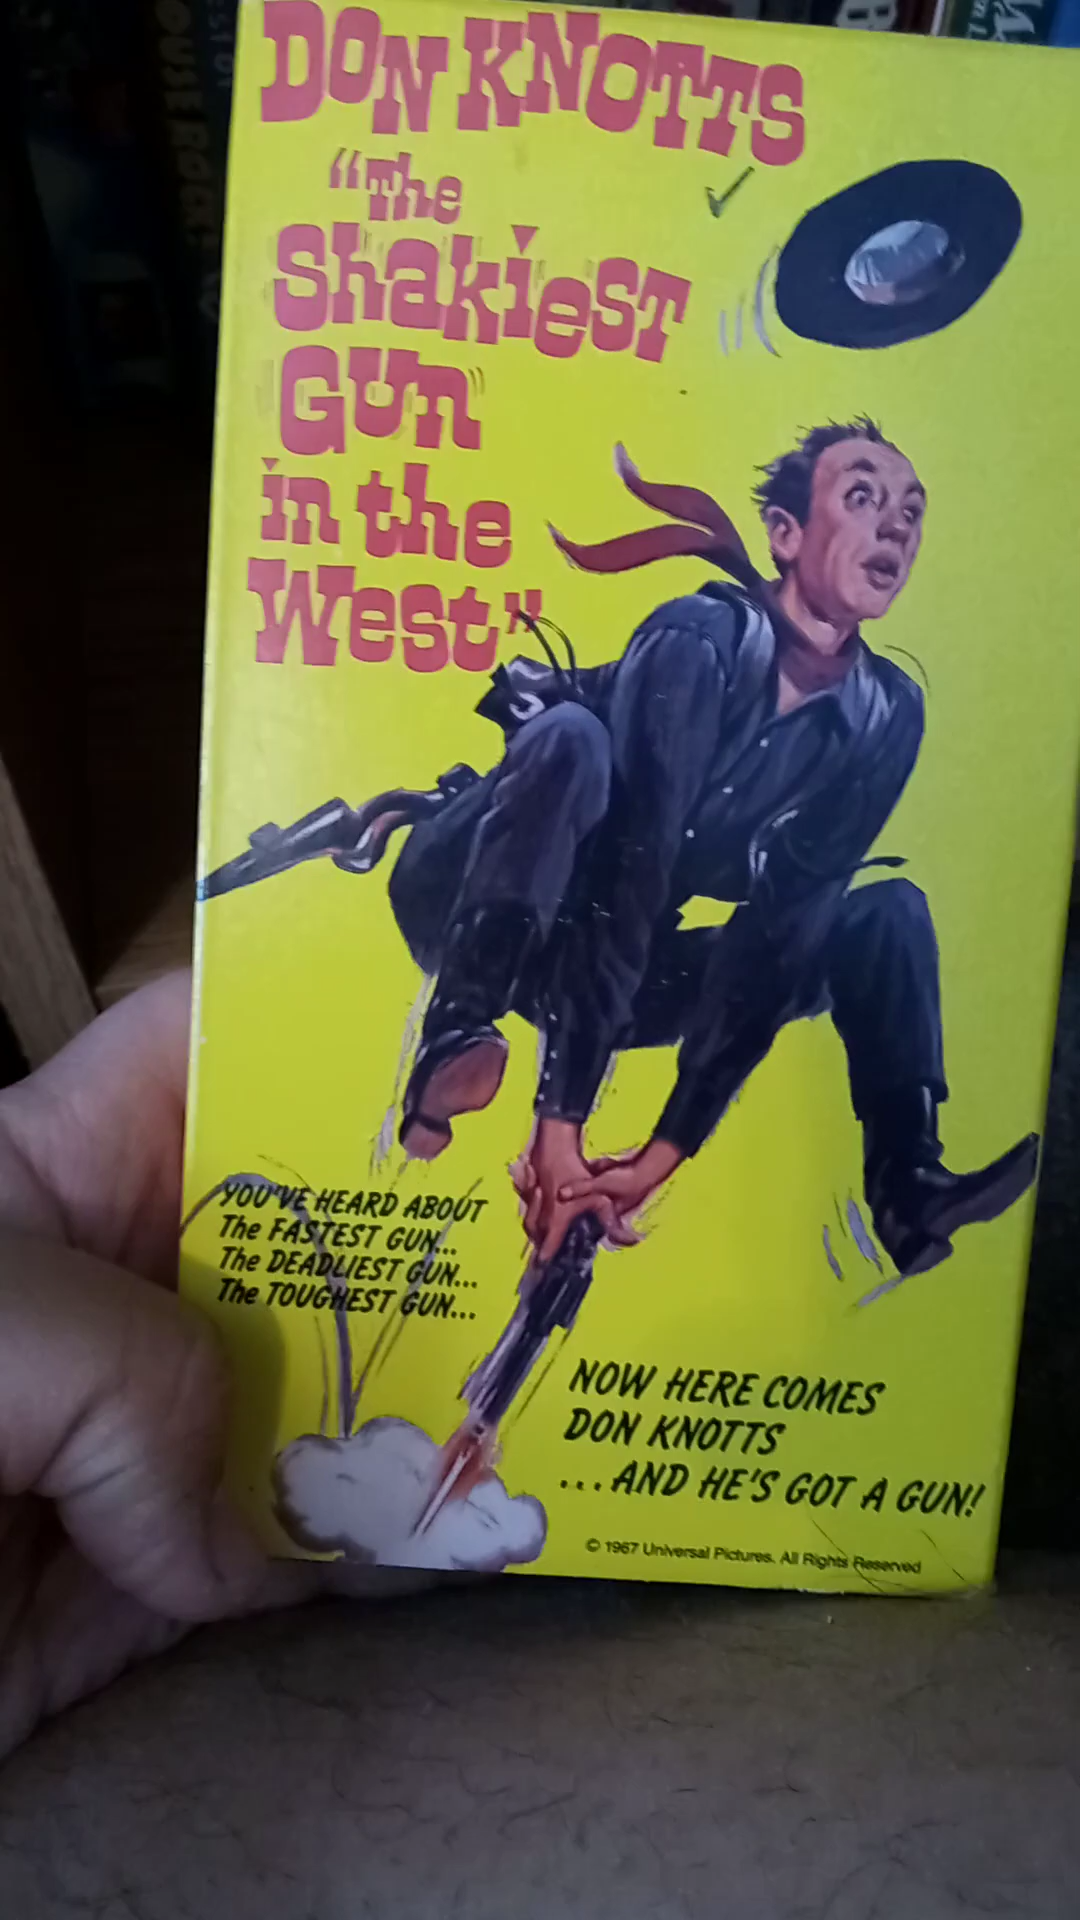 DON KNOTTS
"The
Shakiest
Gun
in the
West"
YOU'VE HEARD ABOUT
The FASTEST GUN...
The DEADLIEST GUN...
The TOUGHEST GUN...
NOW HERE COMES
DON KNOTTS
...AND HE'S GOT A GUN!
© 1967 Universal Pictures. All Rights Reserved